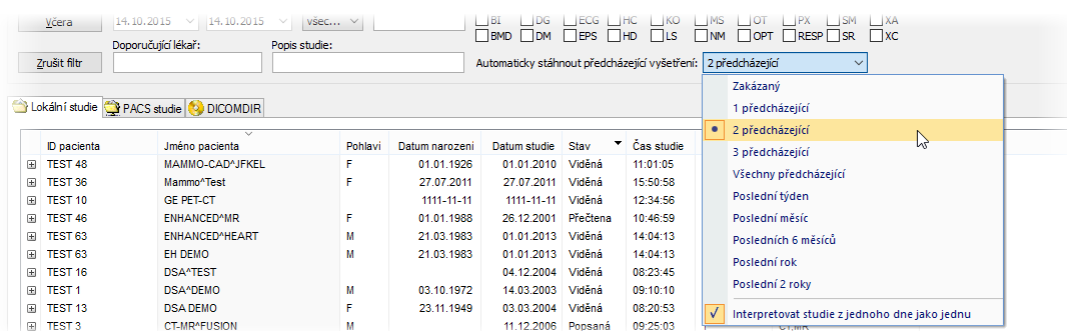 Včera 14.10.2015 14.10.2015 všec... BI DG ECG HC KO MS OT PX SM XA
BMD DM EPS HD LS NM OPT RESP SR XC
Doporučující lékař: Popis studie:
Zrušit filtr Automaticky stáhnout předcházející vyšetření: 2 předcházející
Zakázaný
1 předcházející
2 předcházející
3 předcházející
Všechny předcházející
Poslední týden
Poslední měsíc
Posledních 6 měsíců
Poslední rok
Poslední 2 roky
Interpretovat studie z jednoho dne jako jednu
Lokální studie PACS studie DICOMDIR
ID pacienta Jméno pacienta Pohlavi Datum narozeni Datum studie Stav Čas studie
TEST 48 MAMMO-CAD^JFKEL F 01.01.1926 01.01.2010 Viděná 11:01:05
TEST 36 Mammo^Test F 27.07.2011 27.07.2011 Viděná 15:50:58
TEST 10 GE PET-CT 1111-11-11 1111-11-11 Viděná 12:34:56
TEST 46 ENHANCED^MR F 01.01.1988 26.12.2001 Přečtena 10:46:59
TEST 63 ENHANCED^HEART M 21.03.1983 01.01.2013 Viděná 14:04:13
TEST 63 EH DEMO M 21.03.1983 01.01.2013 Viděná 14:04:13
TEST 16 DSA^TEST 04.12.2004 Viděná 08:23:45
TEST 1 DSA^DEMO M 03.10.1972 14.03.2003 Viděná 09:10:10
TEST 13 DSA DEMO F 23.11.1949 03.03.2004 Viděná 08:20:53
TEST 3 CT-MR^FUSION M 11.12.2006 Popsaná 09:25:03 CT,MR